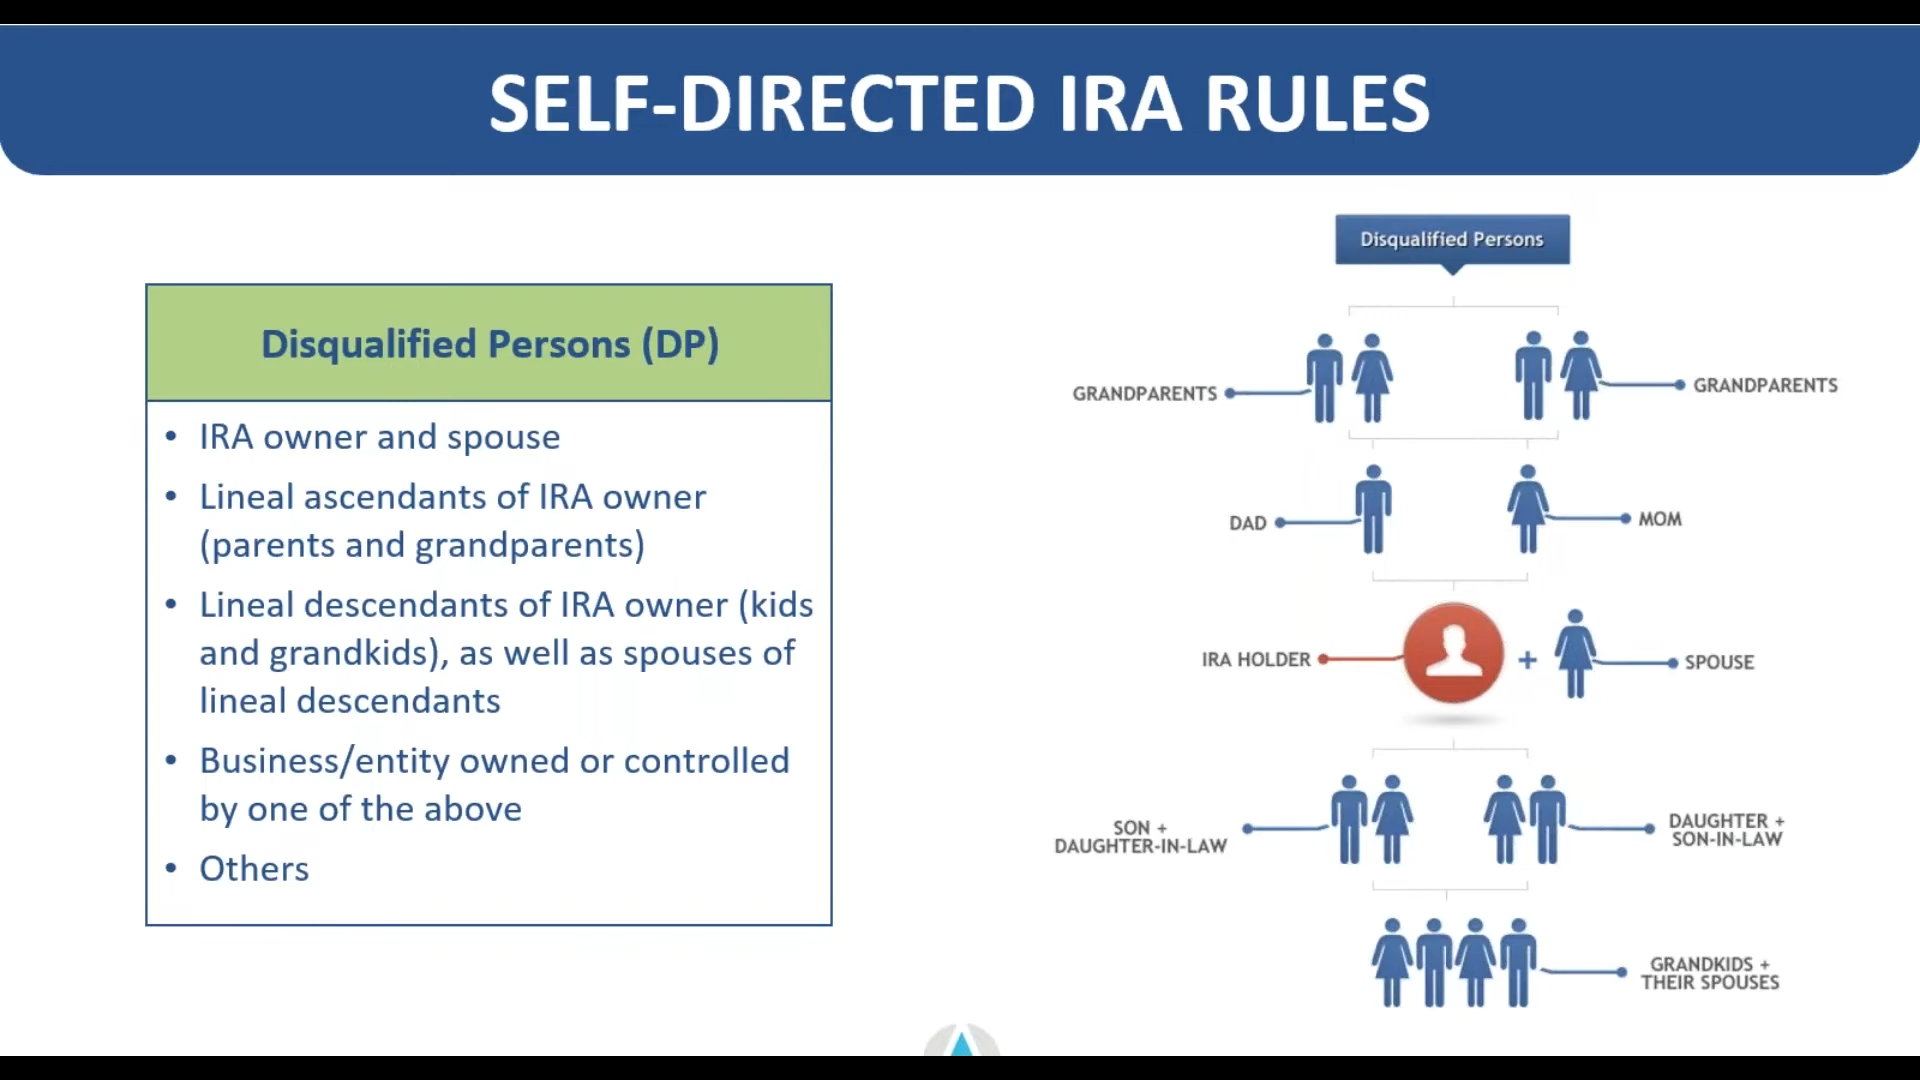 SELF-DIRECTED IRA RULES
Disqualified Persons (DP)
• IRA owner and spouse
• Lineal ascendants of IRA owner
(parents and grandparents)
• Lineal descendants of IRA owner (kids
and grandkids), as well as spouses of
lineal descendants
• Business/entity owned or controlled
by one of the above
• Others
Disqualified Persons
GRANDPARENTS
GRANDPARENTS
DAD
MOM
IRA HOLDER
+
SPOUSE
SON +
DAUGHTER-IN-LAW
DAUGHTER +
SON-IN-LAW
GRANDKIDS +
THEIR SPOUSES